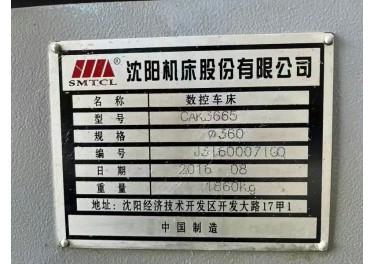 SMTCL ® 沈阳机床股份有限公司
名称 数控车床
型号 CAK3665
规格 ø360
编号 J3160007IGQ
日期 2016 08
重量 1860Kg
地址: 沈阳经济技术开发区开发大路17甲1
中国制造